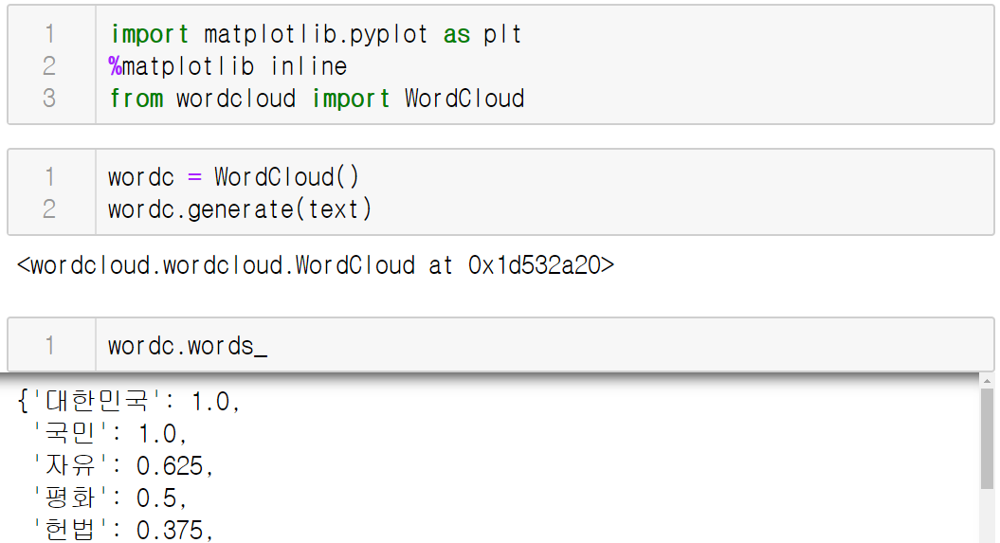 1 import matplotlib.pyplot as plt
2 %matplotlib inline
3 from wordcloud import WordCloud
1 wordc = WordCloud()
2 wordc.generate(text)
<wordcloud.wordcloud.WordCloud at 0x1d532a20>
1 wordc.words_
{'대한민국': 1.0,
'국민': 1.0,
'자유': 0.625,
'평화': 0.5,
'헌법': 0.375,